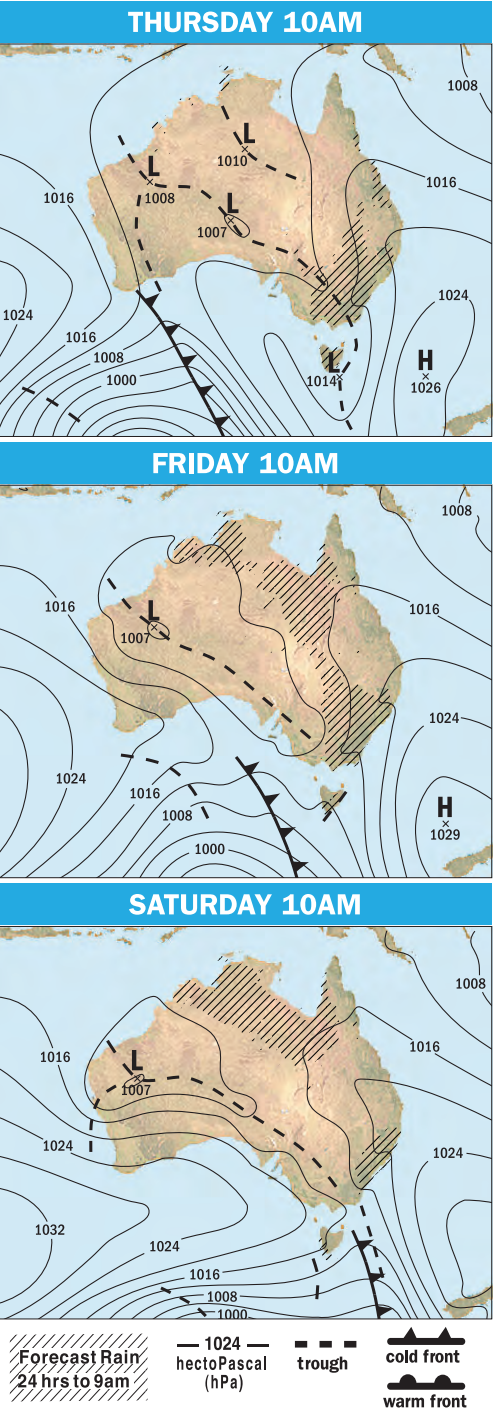 THURSDAY 10AM
1008
L
1010
L
1008
1016
1016
L
1007
1024
1024
1016
1008
1000
L
1014
H
1026
FRIDAY 10AM
1008
1016
L
1007
1016
1024
1024
1016
1008
1000
H
1029
SATURDAY 10AM
1008
1016
1016
L
1007
1024
1024
1032
1024
1016
1008
1000
Forecast Rain
24 hrs to 9am
1024
hectoPascal
(hPa)
trough
cold front
warm front